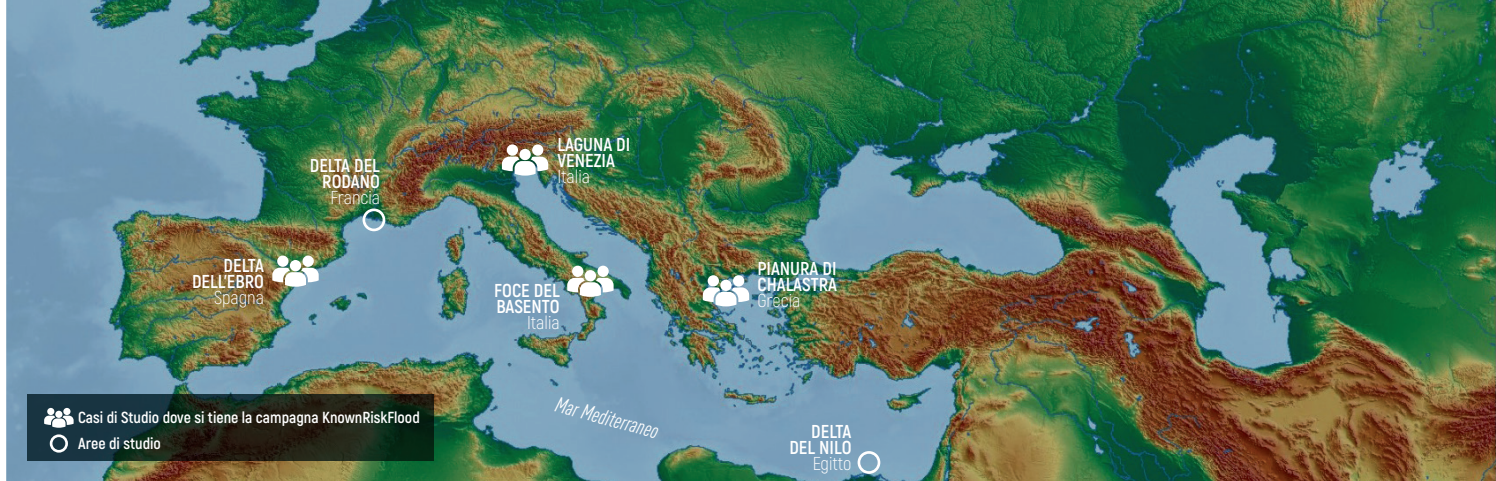 LAGUNA DI
VENEZIA
Italia
DELTA DEL
RODANO
Francia
DELTA
DELL'EBRO
Spagna
FOCE DEL
BASENTO
Italia
PIANURA DI
CHALASTRA
Grecia
Mar Mediterraneo
DELTA
DEL NILO
Egitto
Casi di Studio dove si tiene la campagna KnownRiskFlood
Aree di studio